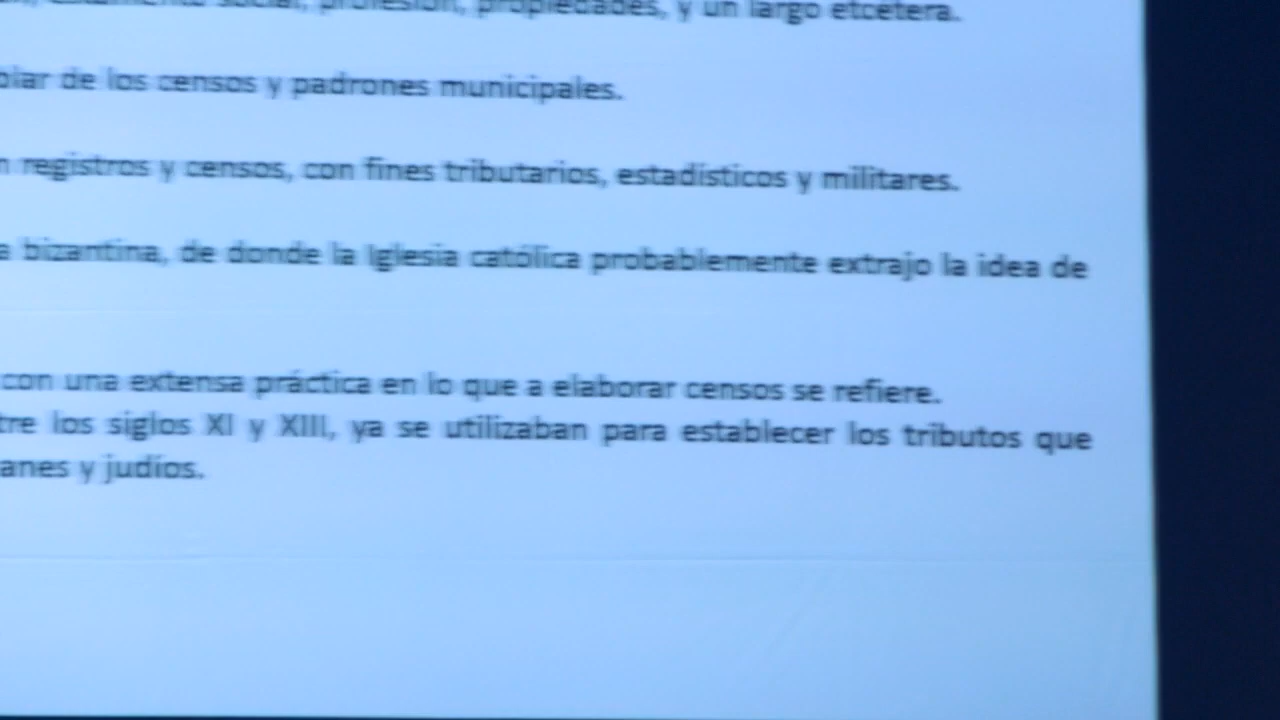 social, profesión, propiedades, y un largo etcétera.
de los censos y padrones municipales.
registros y censos, con fines tributarios, estadísticos y militares.
bizantina, de donde la Iglesia católica probablemente extrajo la idea de
con una extensa práctica en lo que a elaborar censos se refiere.
los siglos XI y XIII, ya se utilizaban para establecer los tributos que
y judíos.